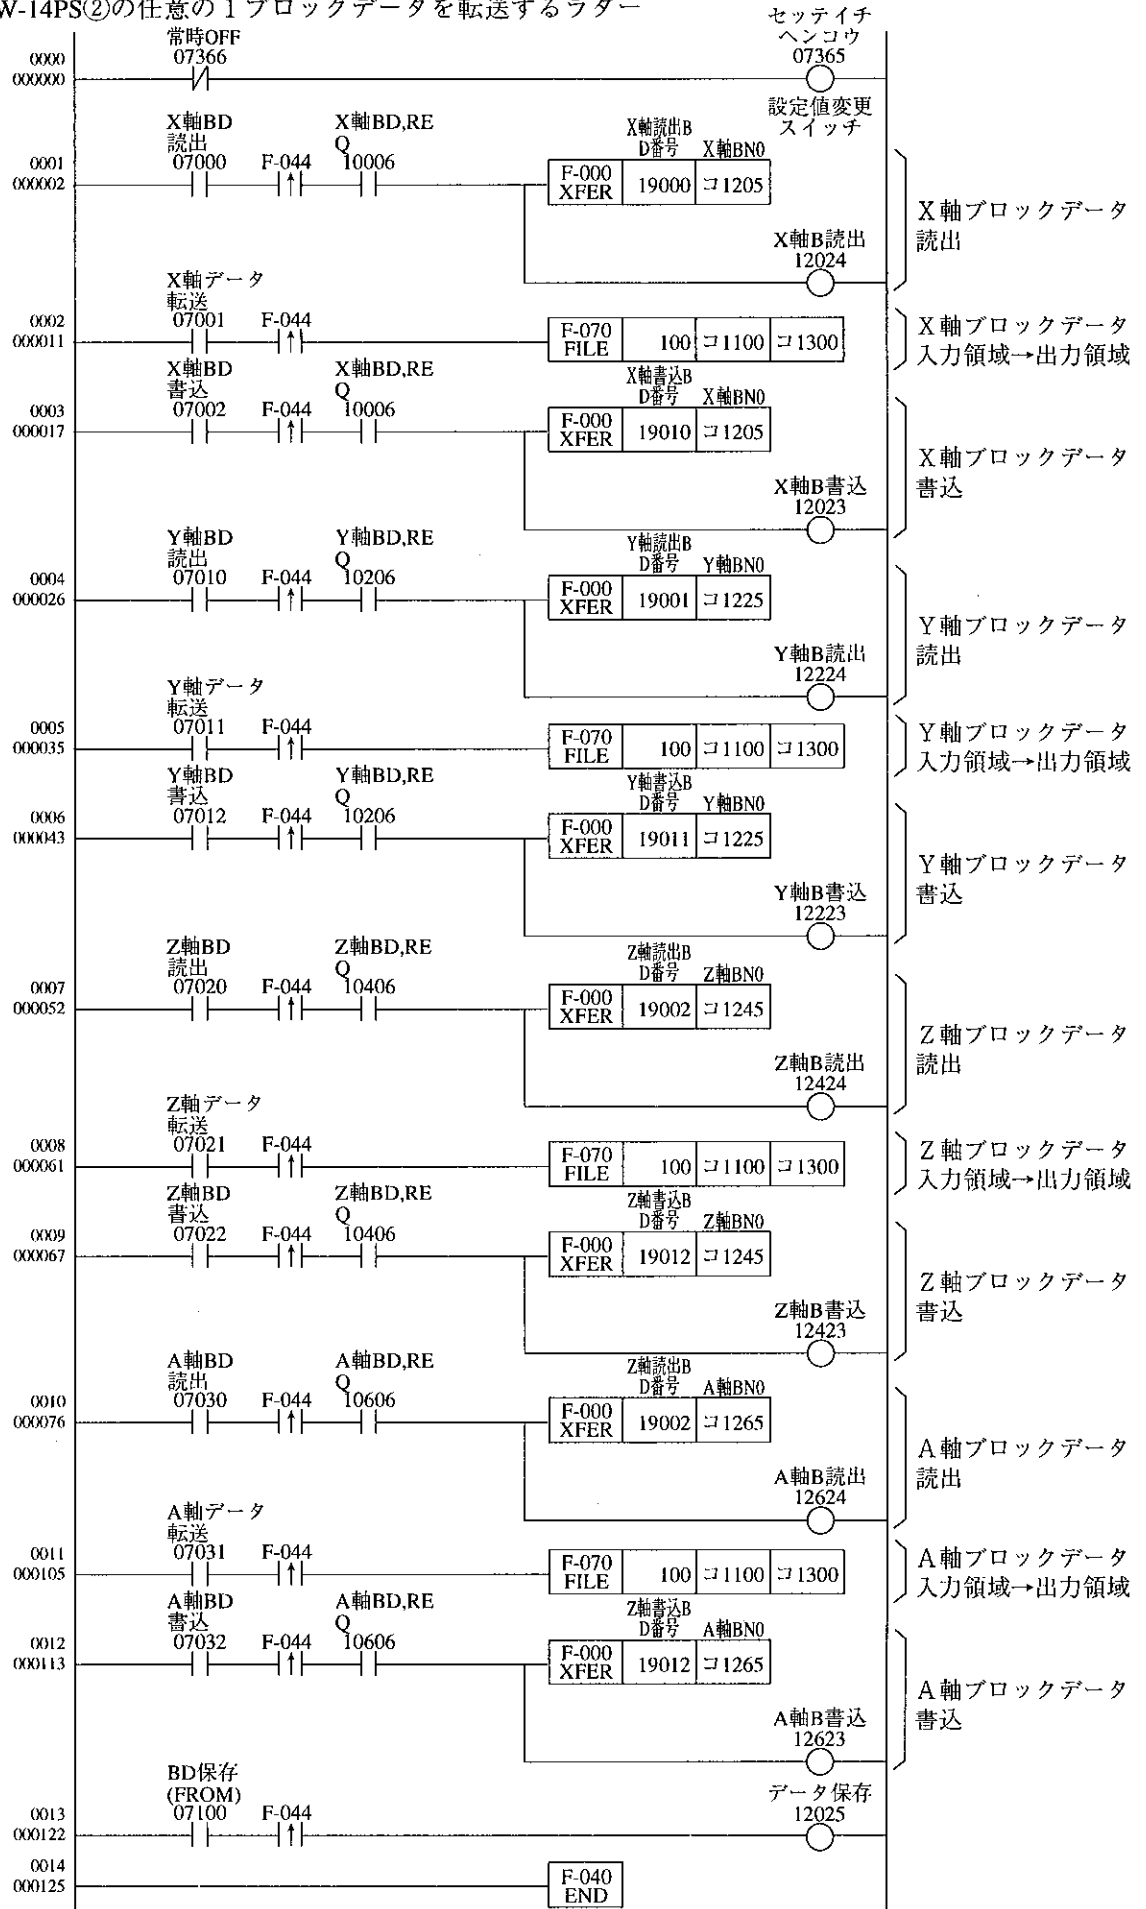 W-14PS(②)の任意の1ブロックデータを転送するラダー
セッテイチ
ヘンコウ
常時OFF
0000
07366
07365
000000
設定値変更
スイッチ
X軸BD
読出
X軸BD,RE
Q
X軸読出B
D番号
X軸BN0
0001
07000
F-044
10006
000002
F-000
XFER
19000
コ1205
X軸ブロックデータ
読出
X軸B読出
12024
X軸データ
転送
0002
07001
F-044
000011
F-070
FILE
100
コ1100
コ1300
X軸ブロックデータ
入力領域→出力領域
X軸BD
書込
X軸BD,RE
Q
X軸書込B
D番号
X軸BN0
0003
07002
F-044
10006
000017
F-000
XFER
19010
コ1205
X軸ブロックデータ
書込
X軸B書込
12023
Y軸BD
読出
Y軸BD,RE
Q
Y軸読出B
D番号
Y軸BN0
0004
07010
F-044
10206
000026
F-000
XFER
19001
コ1225
Y軸ブロックデータ
読出
Y軸B読出
12224
Y軸データ
転送
0005
07011
F-044
000035
F-070
FILE
100
コ1100
コ1300
Y軸ブロックデータ
入力領域→出力領域
Y軸BD
書込
Y軸BD,RE
Q
Y軸書込B
D番号
Y軸BN0
0006
07012
F-044
10206
000043
F-000
XFER
19011
コ1225
Y軸ブロックデータ
書込
Y軸B書込
12223
Z軸BD
読出
Z軸BD,RE
Q
Z軸読出B
D番号
Z軸BN0
0007
07020
F-044
10406
000052
F-000
XFER
19002
コ1245
Z軸ブロックデータ
読出
Z軸B読出
12424
Z軸データ
転送
0008
07021
F-044
000061
F-070
FILE
100
コ1100
コ1300
Z軸ブロックデータ
入力領域→出力領域
Z軸BD
書込
Z軸BD,RE
Q
Z軸書込B
D番号
Z軸BN0
0009
07022
F-044
10406
000067
F-000
XFER
19012
コ1245
Z軸ブロックデータ
書込
Z軸B書込
12423
A軸BD
読出
A軸BD,RE
Q
Z軸読出B
D番号
A軸BN0
0010
07030
F-044
10606
000076
F-000
XFER
19002
コ1265
A軸ブロックデータ
読出
A軸B読出
12624
A軸データ
転送
0011
07031
F-044
000105
F-070
FILE
100
コ1100
コ1300
A軸ブロックデータ
入力領域→出力領域
A軸BD
書込
A軸BD,RE
Q
Z軸書込B
D番号
A軸BN0
0012
07032
F-044
10606
000113
F-000
XFER
19012
コ1265
A軸ブロックデータ
書込
A軸B書込
12623
BD保存
(FROM)
データ保存
0013
07100
F-044
12025
000122
0014
000125
F-040
END